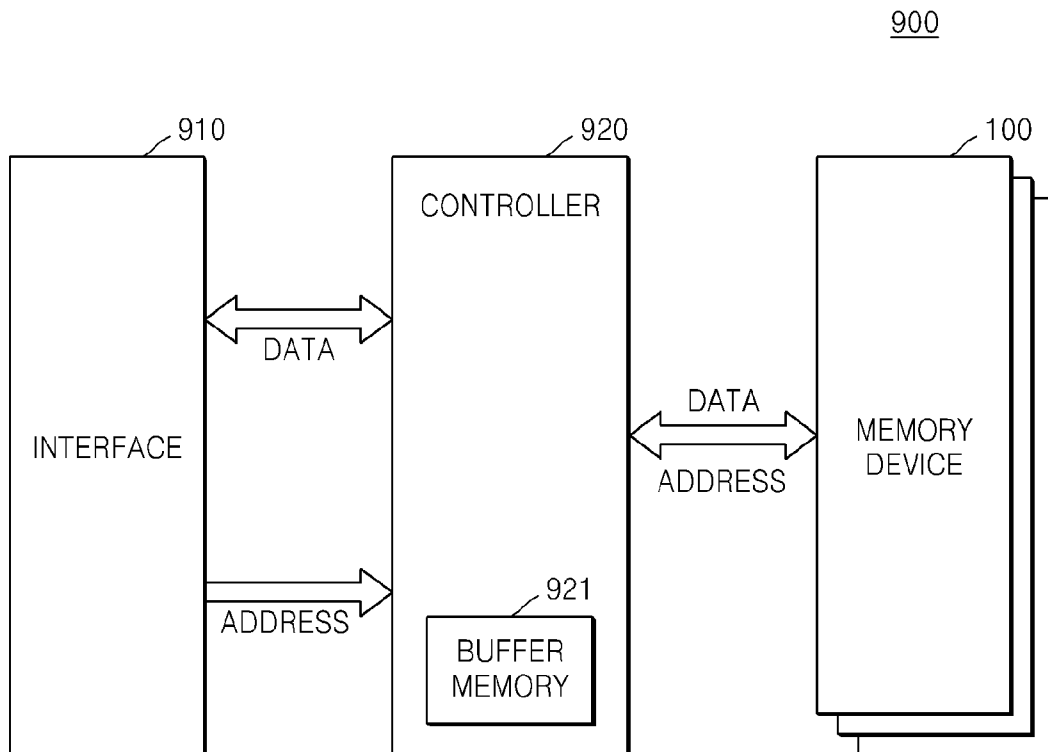 900
910
920
100
CONTROLLER
DATA
INTERFACE
DATA
ADDRESS
MEMORY
DEVICE
ADDRESS
921
BUFFER
MEMORY